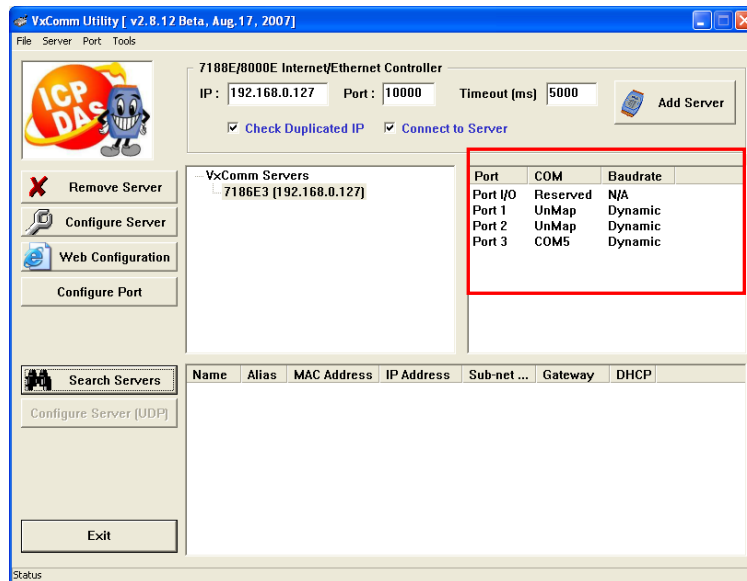 VxComm Utility [ v2.8.12 Beta, Aug.17, 2007]
File Server Port Tools
ICP DAS
7188E/8000E Internet/Ethernet Controller
IP : 192.168.0.127 Port : 10000 Timeout (ms) 5000 Add Server
Check Duplicated IP Connect to Server
Remove Server
Configure Server
Web Configuration
Configure Port
VxComm Servers
7186E3 (192.168.0.127)
Port COM Baudrate
Port I/O Reserved N/A
Port 1 UnMap Dynamic
Port 2 UnMap Dynamic
Port 3 COM5 Dynamic
Search Servers
Configure Server (UDP)
Name Alias MAC Address IP Address Sub-net ... Gateway DHCP
Exit
Status